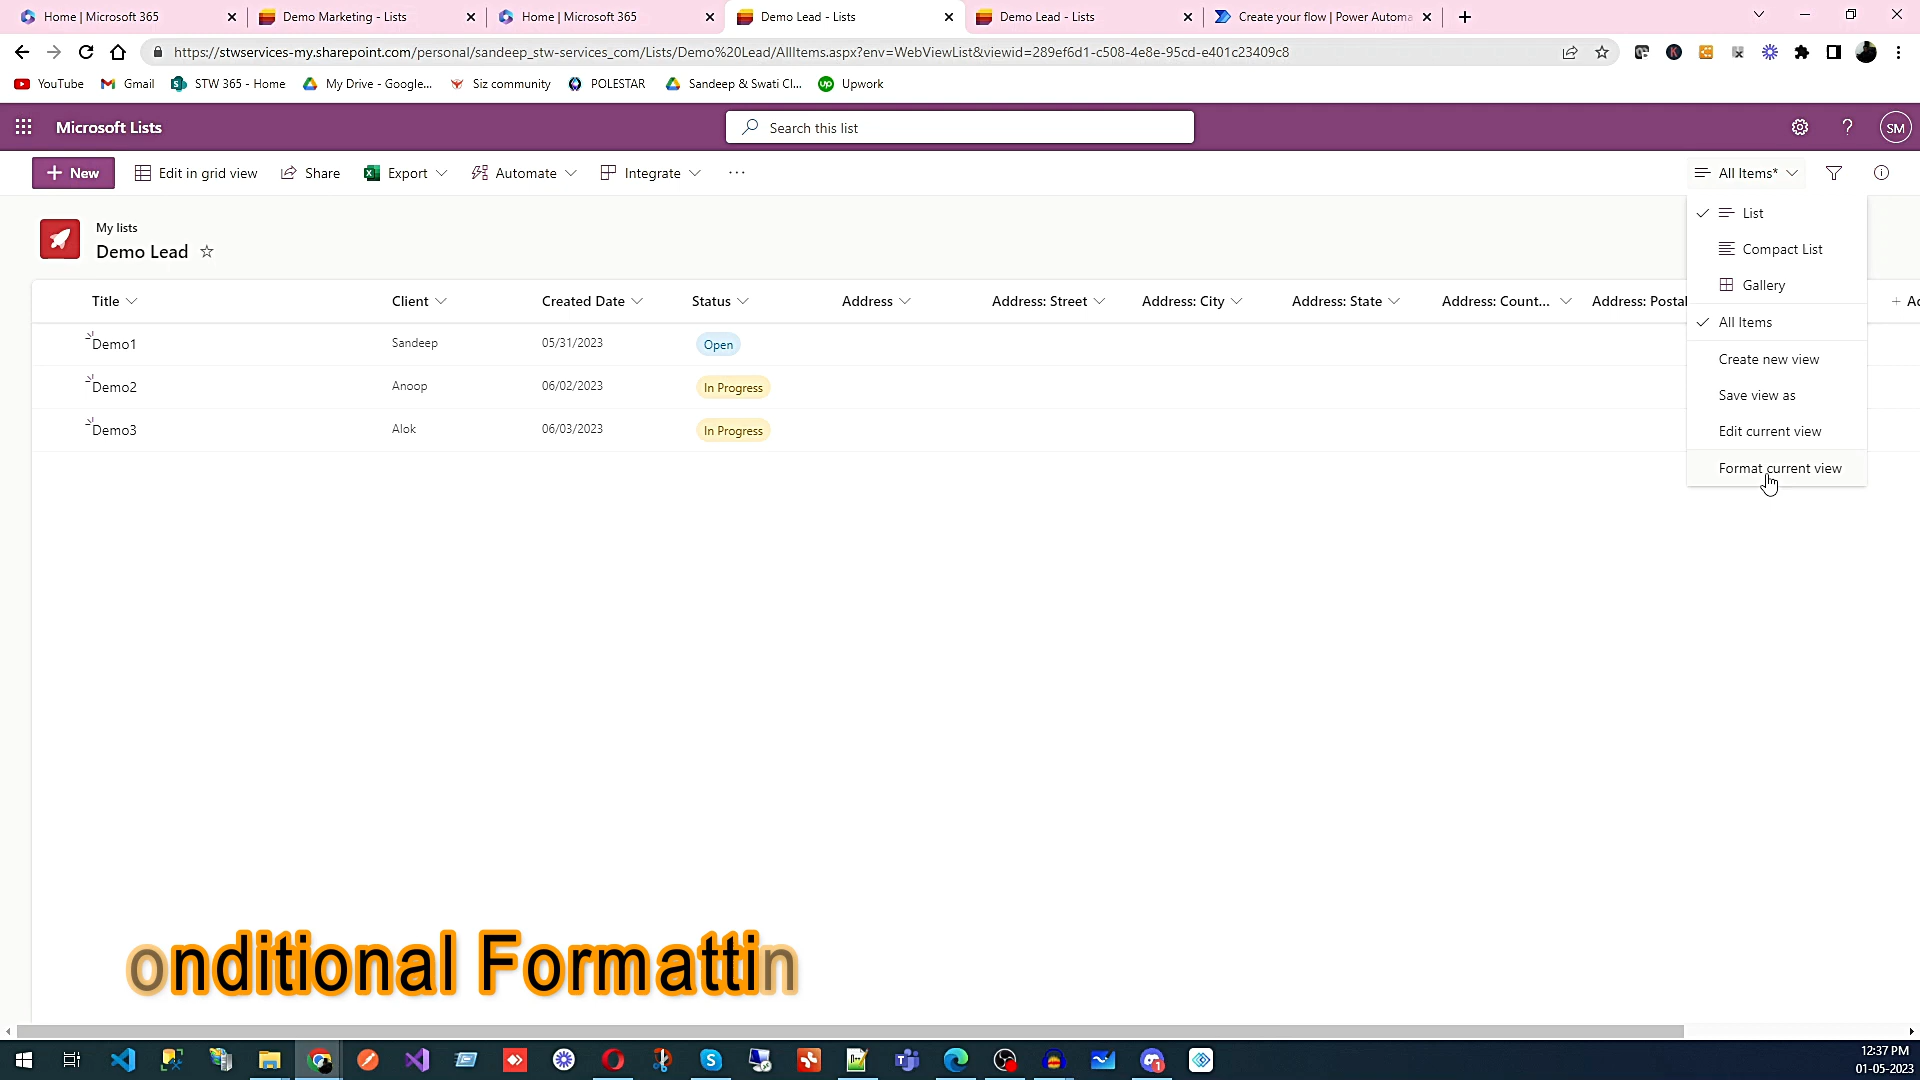 Home | Microsoft 365
Demo Marketing - Lists
Home | Microsoft 365
Demo Lead - Lists
Demo Lead - Lists
Create your flow | Power Automa
https://stwservices-my.sharepoint.com/personal/sandeep_stw-services_com/Lists/Demo%20Lead/AllItems.aspx?env=WebViewList&viewid=289ef6d1-c508-4e8e-95cd-e401c23409c8
YouTube
Gmail
STW 365 - Home
My Drive - Google...
Siz community
POLESTAR
Sandeep & Swati Cl...
Upwork
Microsoft Lists
Search this list
SM
New
Edit in grid view
Share
Export
Automate
Integrate
All Items*
My lists
Demo Lead
List
Compact List
Gallery
All Items
Create new view
Save view as
Edit current view
Format current view
Title Client Created Date Status Address Address: Street Address: City Address: State Address: Count... Address: Postal + Ad
Demo1 Sandeep 05/31/2023 Open
Demo2 Anoop 06/02/2023 In Progress
Demo3 Alok 06/03/2023 In Progress
onditional Formattin
12:37 PM
01-05-2023